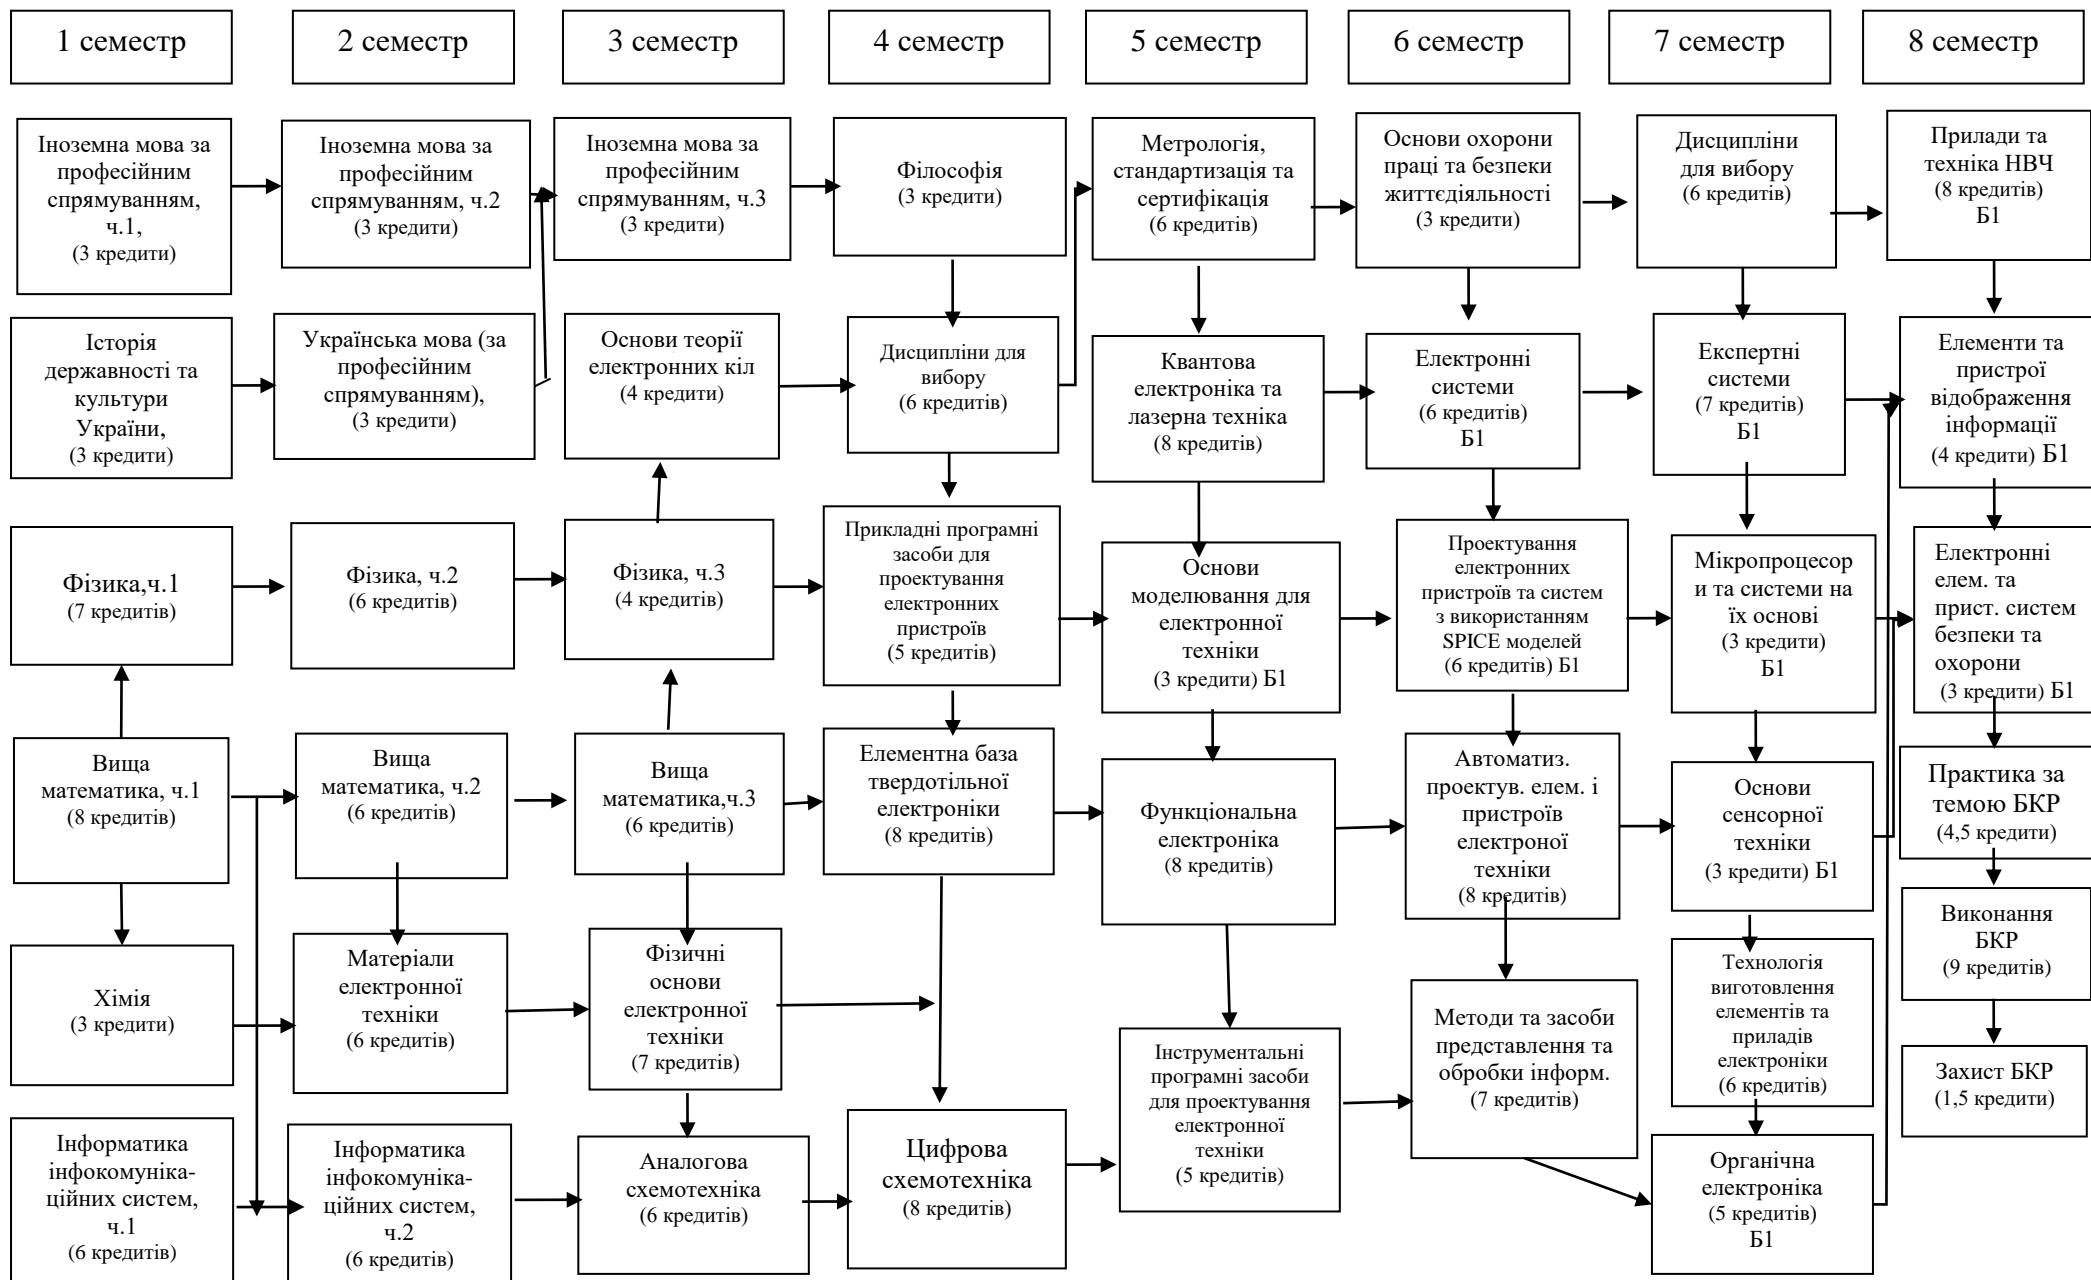 1 семестр
2 семестр
3 семестр
4 семестр
5 семестр
6 семестр
7 семестр
8 семестр
Іноземна мова за
професійним
спрямуванням,
ч.1,
(3 кредити)
Іноземна мова за
професійним
спрямуванням, ч.2
(3 кредити)
Іноземна мова за
професійним
спрямуванням, ч.3
(3 кредити)
Філософія
(3 кредити)
Метрологія,
стандартизація та
сертифікація
(6 кредитів)
Основи охорони
праці та безпеки
життєдіяльності
(3 кредити)
Дисципліни
для вибору
(6 кредитів)
Прилади та
техніка НВЧ
(8 кредитів)
Б1
Історія
державності та
культури
України,
(3 кредити)
Українська мова (за
професійним
спрямуванням),
(3 кредити)
Основи теорії
електронних кіл
(4 кредити)
Дисципліни для
вибору
(6 кредитів)
Квантова
електроніка та
лазерна техніка
(8 кредитів)
Електронні
системи
(6 кредитів)
Б1
Експертні
системи
(7 кредитів)
Б1
Елементи та
пристрої
відображення
інформації
(4 кредити) Б1
Фізика,ч.1
(7 кредитів)
Фізика, ч.2
(6 кредитів)
Фізика, ч.3
(4 кредити)
Прикладні програмні
засоби для
проектування
електронних
пристроїв
(5 кредитів)
Основи
моделювання для
електронної
техніки
(3 кредити) Б1
Проектування
електронних
пристроїв та систем
з використанням
SPICE моделей
(6 кредитів) Б1
Мікропроцесор
и та системи на
їх основі
(3 кредити)
Б1
Електронні
елем. та
прист. систем
безпеки та
охорони
(3 кредити) Б1
Вища
математика, ч.1
(8 кредитів)
Вища
математика, ч.2
(6 кредитів)
Вища
математика,ч.3
(6 кредитів)
Елементна база
твердотільної
електроніки
(8 кредитів)
Функціональна
електроніка
(8 кредитів)
Автоматиз.
проектув. елем. і
пристроїв
електроної
техніки
(8 кредитів)
Основи
сенсорної
техніки
(3 кредити) Б1
Практика за
темою БКР
(4,5 кредити)
Хімія
(3 кредити)
Матеріали
електронної
техніки
(6 кредитів)
Фізичні
основи
електронної
техніки
(7 кредитів)
Інструментальні
програмні засоби
для проектування
електронної
техніки
(5 кредитів)
Методи та засоби
представлення та
обробки інформ.
(7 кредитів)
Технологія
виготовлення
елементів та
приладів
електроніки
(6 кредитів)
Виконання
БКР
(9 кредитів)
Захист БКР
(1,5 кредити)
Інформатика
інфокомуніка-
ційних систем,
ч.1
(6 кредитів)
Інформатика
інфокомуніка-
ційних систем,
ч.2
(6 кредитів)
Аналогова
схемотехніка
(6 кредитів)
Цифрова
схемотехніка
(8 кредитів)
Органічна
електроніка
(5 кредитів)
Б1